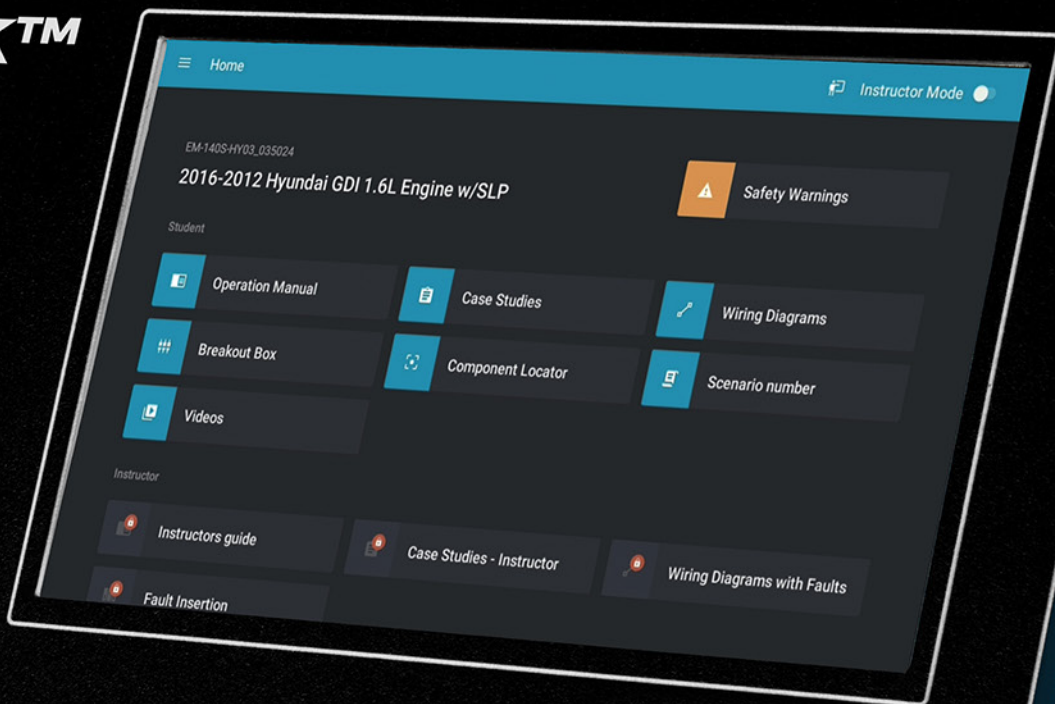 TM
Home
Instructor Mode
EM-140S-HY03_035024
2016-2012 Hyundai GDI 1.6L Engine w/SLP
Safety Warnings
Student
Operation Manual
Case Studies
Wiring Diagrams
Breakout Box
Component Locator
Scenario number
Videos
Instructor
Instructors guide
Case Studies - Instructor
Wiring Diagrams with Faults
Fault Insertion